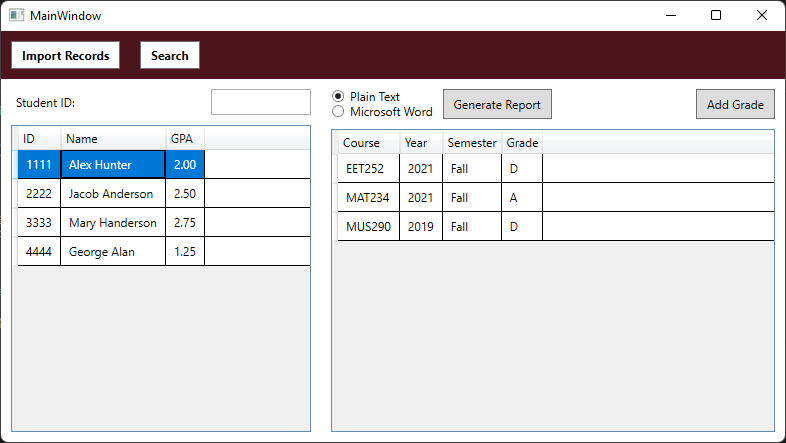 MainWindow
Import Records Search
Student ID:
Plain Text
Microsoft Word
Generate Report
Add Grade
ID Name GPA
1111 Alex Hunter 2.00
2222 Jacob Anderson 2.50
3333 Mary Handerson 2.75
4444 George Alan 1.25
Course Year Semester Grade
EET252 2021 Fall D
MAT234 2021 Fall A
MUS290 2019 Fall D